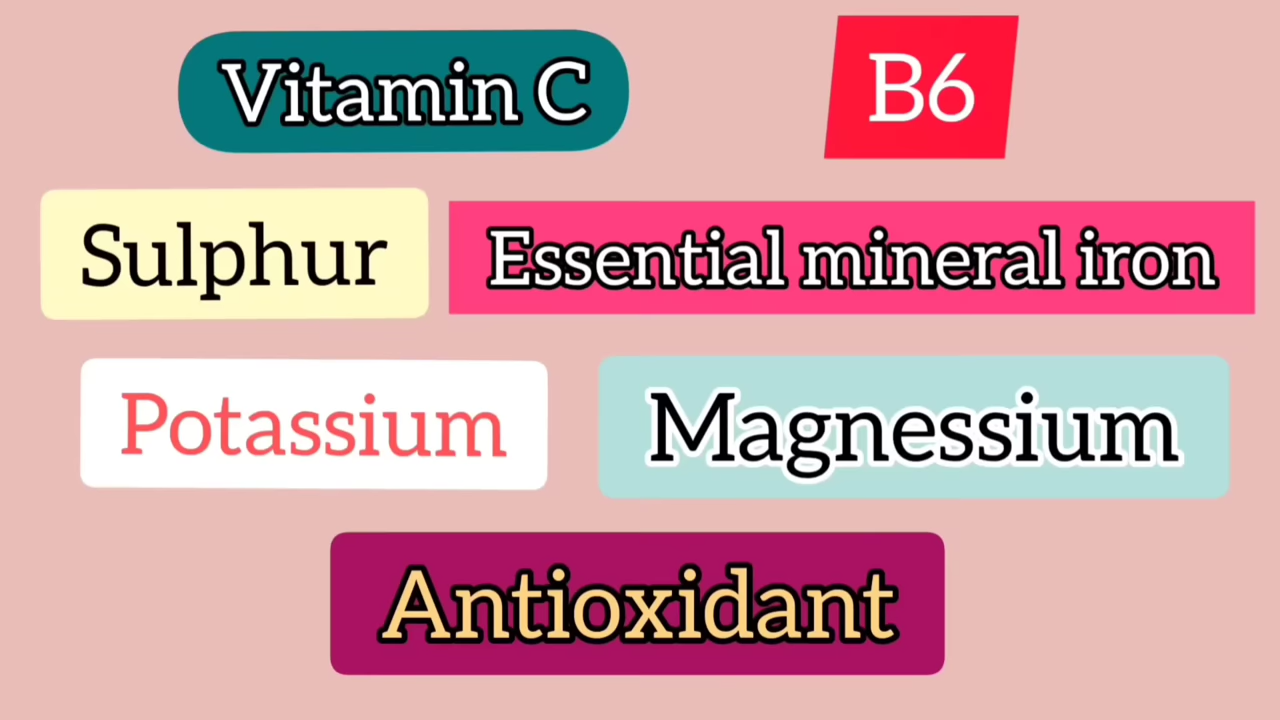 Vitamin C
B6
Sulphur
Essential mineral iron
Potassium
Magnessium
Antioxidant